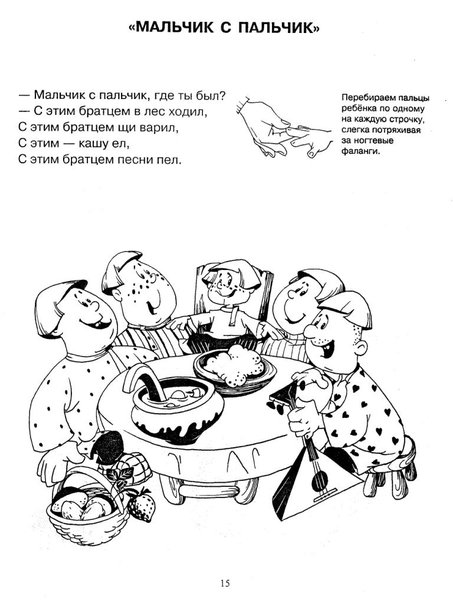 «МАЛЬЧИК С ПАЛЬЧИК»
— Мальчик с пальчик, где ты был?
— С этим братцем в лес ходил,
С этим братцем щи варил,
С этим — кашу ел,
С этим братцем песни пел.
Перебираем пальцы
ребёнка по одному
на каждую строчку,
слегка потряхивая
за ногтевые
фаланги.
15